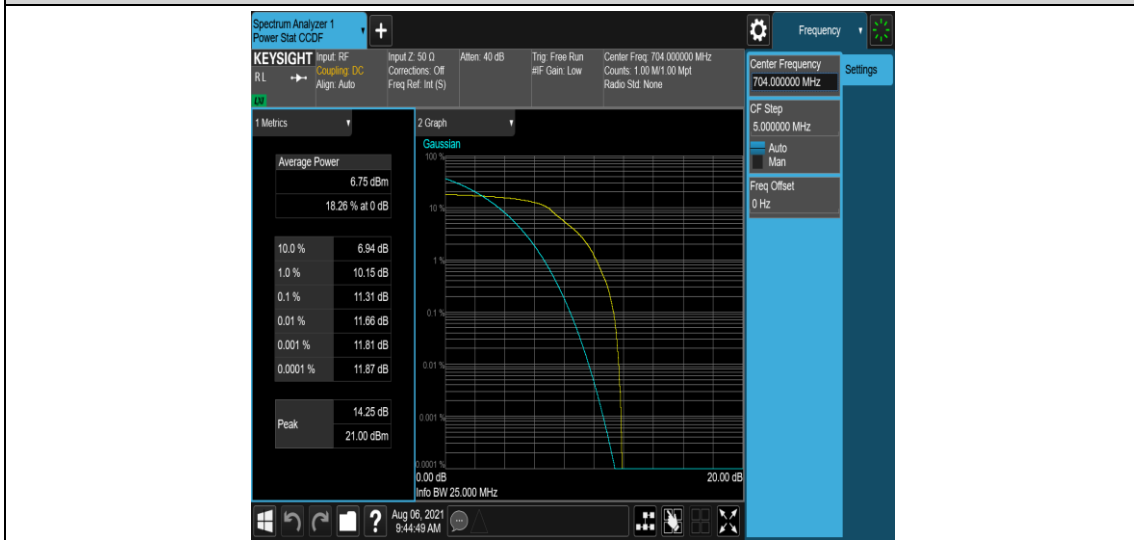 Spectrum Analyzer 1
Power Stat CCDF
+
Frequency
KEYSIGHT
RL
LXI
Input: RF
Coupling: DC
Align: Auto
Input Z: 50 Ω
Corrections: Off
Freq Ref: Int (S)
Atten: 40 dB
Trig: Free Run
#IF Gain: Low
Center Freq: 704.000000 MHz
Counts: 1.00 M/1.00 Mpt
Radio Std: None
Center Frequency
704.000000 MHz
Settings
CF Step
5.000000 MHz
Auto
Man
Freq Offset
0 Hz
1 Metrics
Average Power
6.75 dBm
18.26 % at 0 dB
10.0 % 6.94 dB
1.0 % 10.15 dB
0.1 % 11.31 dB
0.01 % 11.66 dB
0.001 % 11.81 dB
0.0001 % 11.87 dB
Peak
14.25 dB
21.00 dBm
2 Graph
Gaussian
100 %
10 %
1 %
0.1 %
0.01 %
0.001 %
0.0001 %
0.00 dB
20.00 dB
Info BW 25.000 MHz
?
Aug 06, 2021
9:44:49 AM